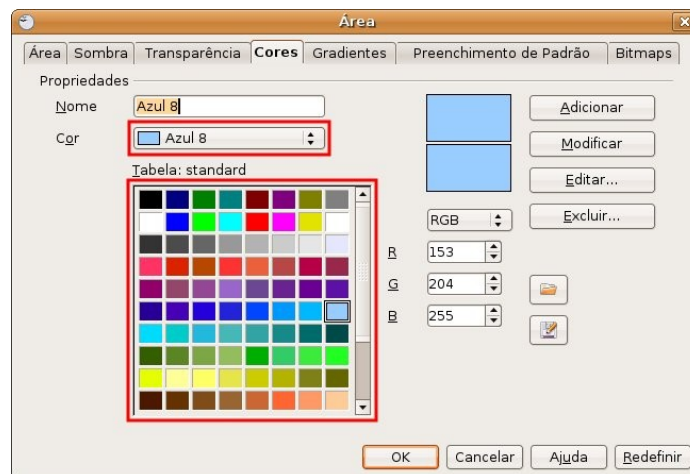 Área
Área Sombra Transparência Cores Gradientes Preenchimento de Padrão Bitmaps
Propriedades
Nome Azul 8 Adicionar
Cor Azul 8 Modificar
Tabela: standard Editar...
RGB Excluir...
R 153
G 204
B 255
OK Cancelar Ajuda Redefinir